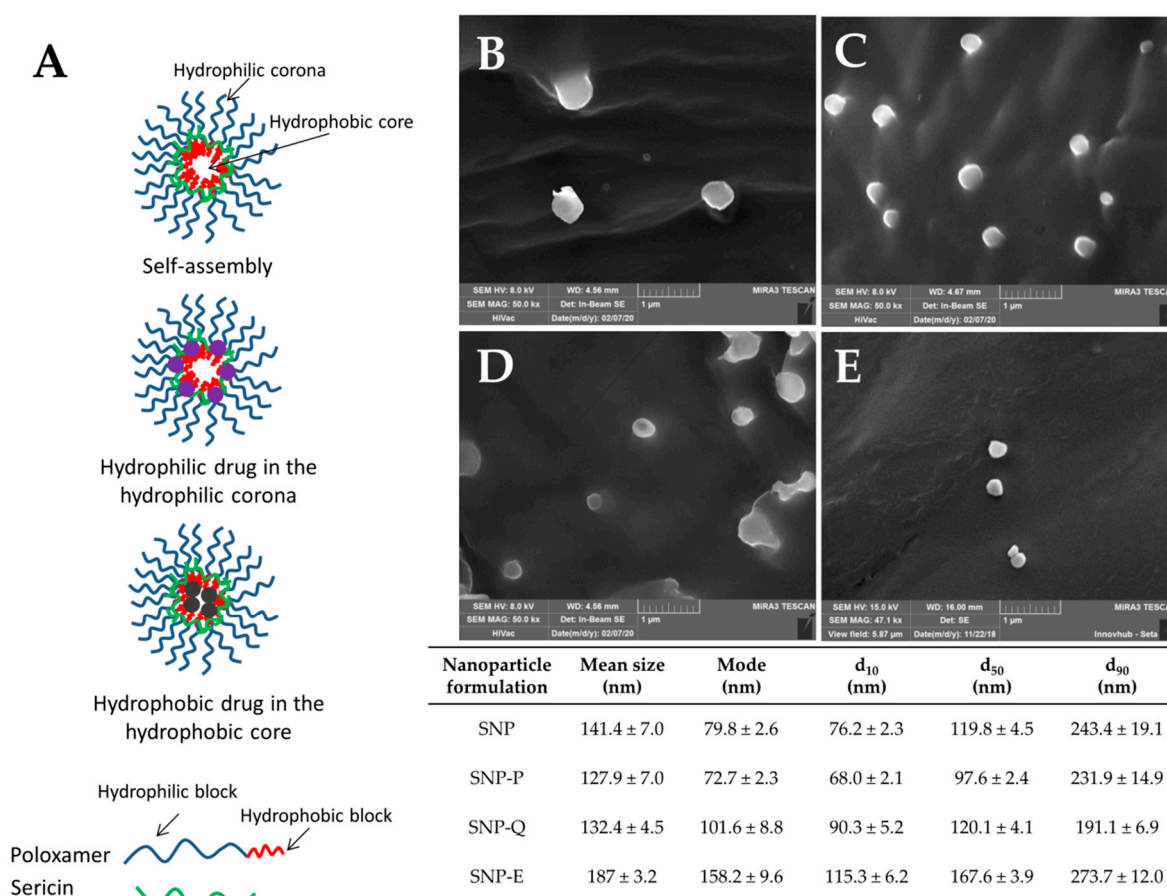 A
Hydrophilic corona
Hydrophobic core
Self-assembly
Hydrophilic drug in the
hydrophilic corona
Hydrophobic drug in the
hydrophobic core
Hydrophilic block
Hydrophobic block
Poloxamer
Sericin
B
SEM HV: 8.0 kV WD: 4.56 mm MIRA3 TESCAN
SEM MAG: 50.0 kx Det: In-Beam SE 1 µm
HiVac Date(m/d/y): 02/07/20
C
SEM HV: 8.0 kV WD: 4.67 mm MIRA3 TESCA
SEM MAG: 50.0 kx Det: In-Beam SE 1 µm
HiVac Date(m/d/y): 02/07/20
D
SEM HV: 8.0 kV WD: 4.56 mm MIRA3 TESCAN
SEM MAG: 50.0 kx Det: In-Beam SE 1 µm
HiVac Date(m/d/y): 02/07/20
E
SEM HV: 15.0 kV WD: 16.00 mm MIRA3 TESCA
SEM MAG: 47.1 kx Det: SE 1 µm
View field: 5.87 µm Date(m/d/y): 11/22/18 Innovhub - Seta
Nanoparticle Mean size Mode d10 d50 d90
formulation (nm) (nm) (nm) (nm) (nm)
SNP 141.4 ± 7.0 79.8 ± 2.6 76.2 ± 2.3 119.8 ± 4.5 243.4 ± 19.1
SNP-P 127.9 ± 7.0 72.7 ± 2.3 68.0 ± 2.1 97.6 ± 2.4 231.9 ± 14.9
SNP-Q 132.4 ± 4.5 101.6 ± 8.8 90.3 ± 5.2 120.1 ± 4.1 191.1 ± 6.9
SNP-E 187 ± 3.2 158.2 ± 9.6 115.3 ± 6.2 167.6 ± 3.9 273.7 ± 12.0